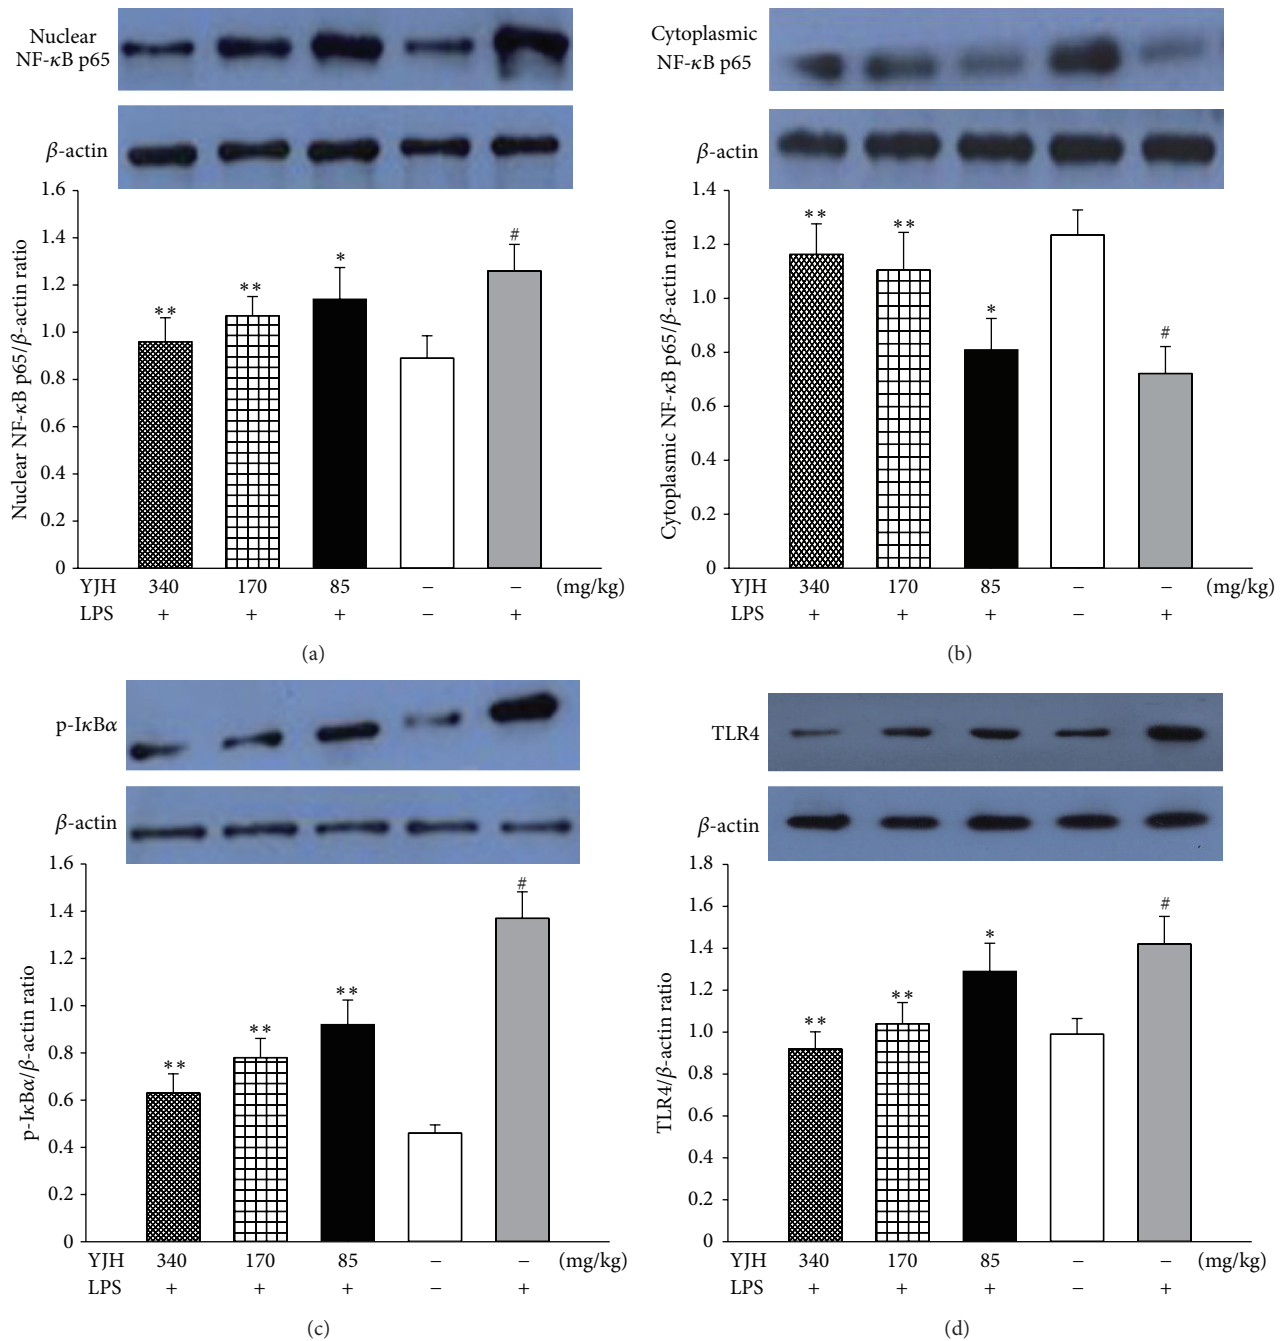 Nuclear
NF-κB p65
β-actin
1.6
1.4
1.2
1.0
0.8
0.6
0.4
0.2
0
Nuclear NF-κB p65/β-actin ratio
**
**
*
#
YJH 340 170 85 − − (mg/kg)
LPS + + + − +
(a)
Cytoplasmic
NF-κB p65
β-actin
1.4
1.2
1.0
0.8
0.6
0.4
0.2
0
Cytoplasmic NF-κB p65/β-actin ratio
**
**
*
#
YJH 340 170 85 − − (mg/kg)
LPS + + + − +
(b)
p-IκBα
β-actin
1.6
1.4
1.2
1.0
0.8
0.6
0.4
0.2
0
p-IκBα/β-actin ratio
**
**
**
#
YJH 340 170 85 − − (mg/kg)
LPS + + + − +
(c)
TLR4
β-actin
1.8
1.6
1.4
1.2
1.0
0.8
0.6
0.4
0.2
0
TLR4/β-actin ratio
**
**
*
#
YJH 340 170 85 − − (mg/kg)
LPS + + + − +
(d)